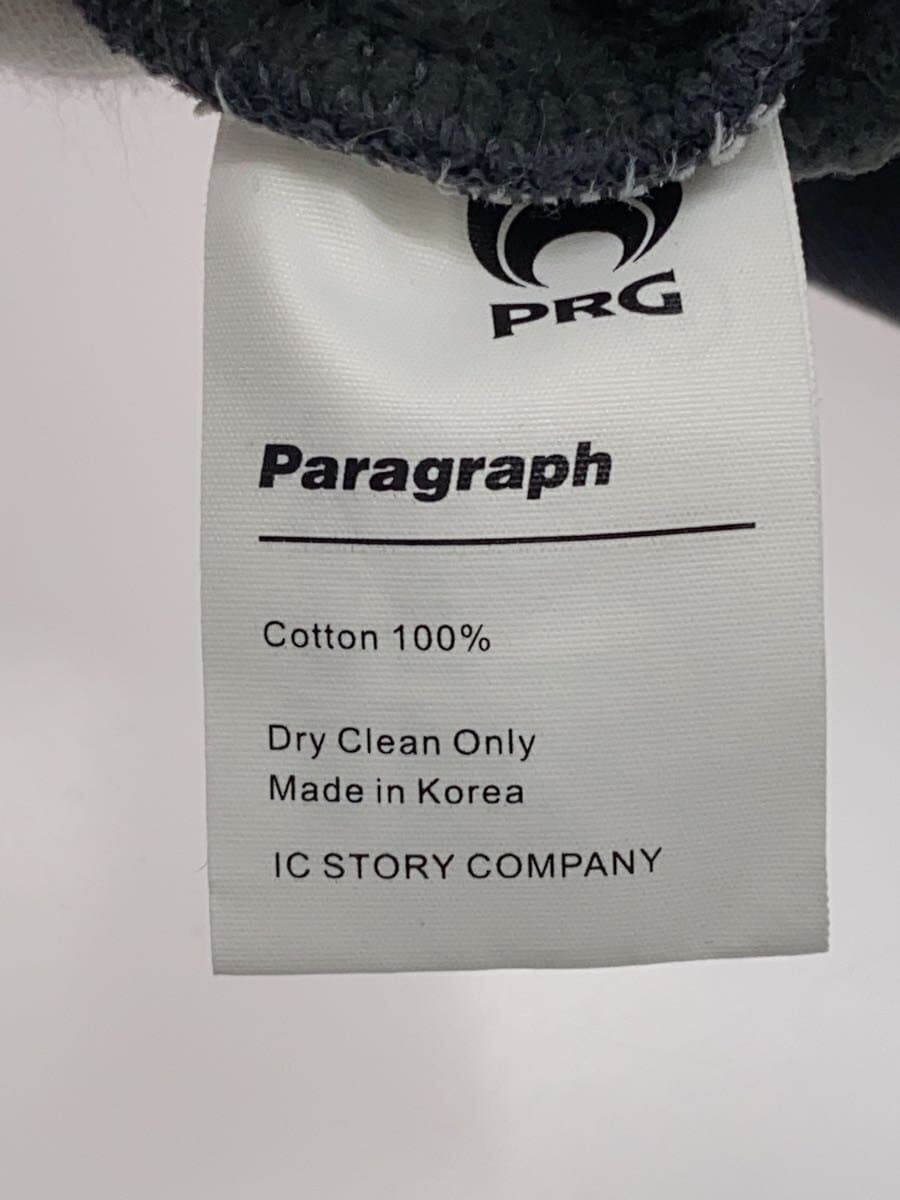 PRG
Paragraph
Cotton 100%
Dry Clean Only
Made in Korea
IC STORY COMPANY